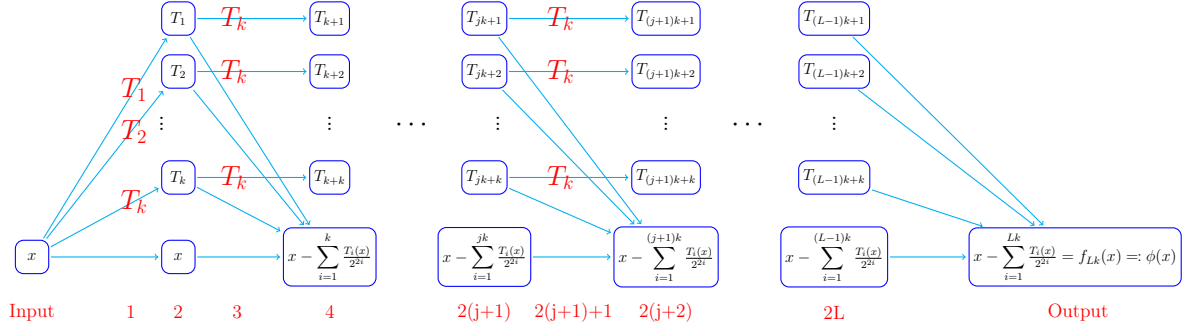 T_1 T_k T_{k+1} T_{jk+1} T_k T_{(j+1)k+1} T_{(L−1)k+1}
T_2 T_k T_{k+2} T_{jk+2} T_k T_{(j+1)k+2} T_{(L−1)k+2}
T_1
T_2 ⋮ ⋮ ⋯ ⋮ ⋮ ⋯ ⋮
T_k T_k T_{k+k} T_{jk+k} T_k T_{(j+1)k+k} T_{(L−1)k+k}
T_k
x x x − \sum_{i=1}^{k} \frac{T_i(x)}{2^{2i}} x − \sum_{i=1}^{jk} \frac{T_i(x)}{2^{2i}} x − \sum_{i=1}^{(j+1)k} \frac{T_i(x)}{2^{2i}} x − \sum_{i=1}^{(L−1)k} \frac{T_i(x)}{2^{2i}} x − \sum_{i=1}^{Lk} \frac{T_i(x)}{2^{2i}} = f_{Lk}(x) =: ϕ(x)
Input 1 2 3 4 2(j+1) 2(j+1)+1 2(j+2) 2L Output